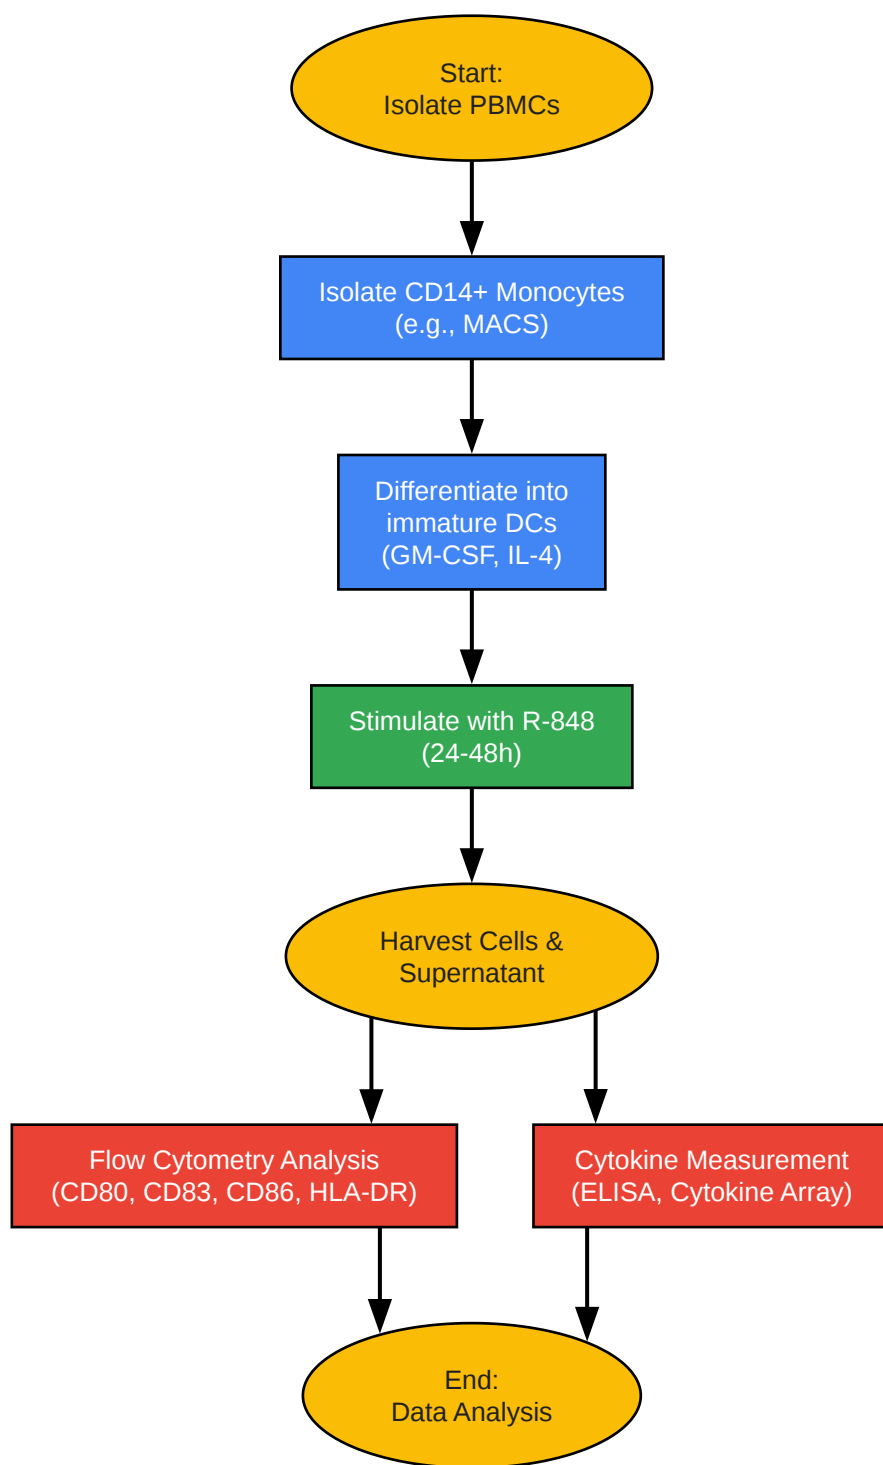 Start:
Isolate PBMCs
Isolate CD14+ Monocytes
(e.g., MACS)
Differentiate into
immature DCs
(GM-CSF, IL-4)
Stimulate with R-848
(24-48h)
Harvest Cells &
Supernatant
Flow Cytometry Analysis
(CD80, CD83, CD86, HLA-DR)
Cytokine Measurement
(ELISA, Cytokine Array)
End:
Data Analysis